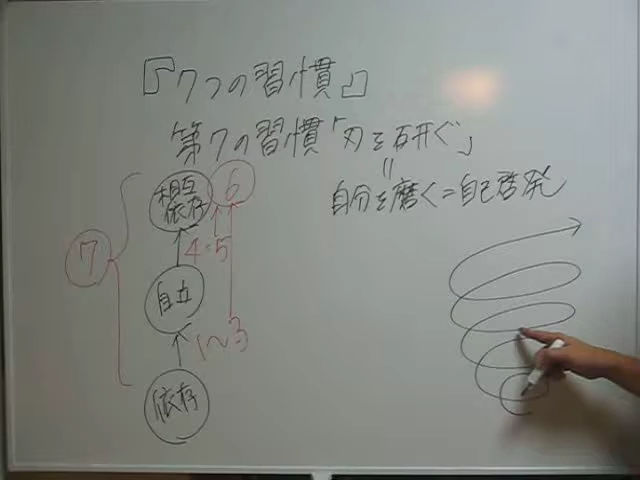 『7つの習慣』
第7の習慣「刃を研ぐ」
=
自分を磨く=自己啓発
相互
依存
6
4・5
7
自立
1〜3
依存